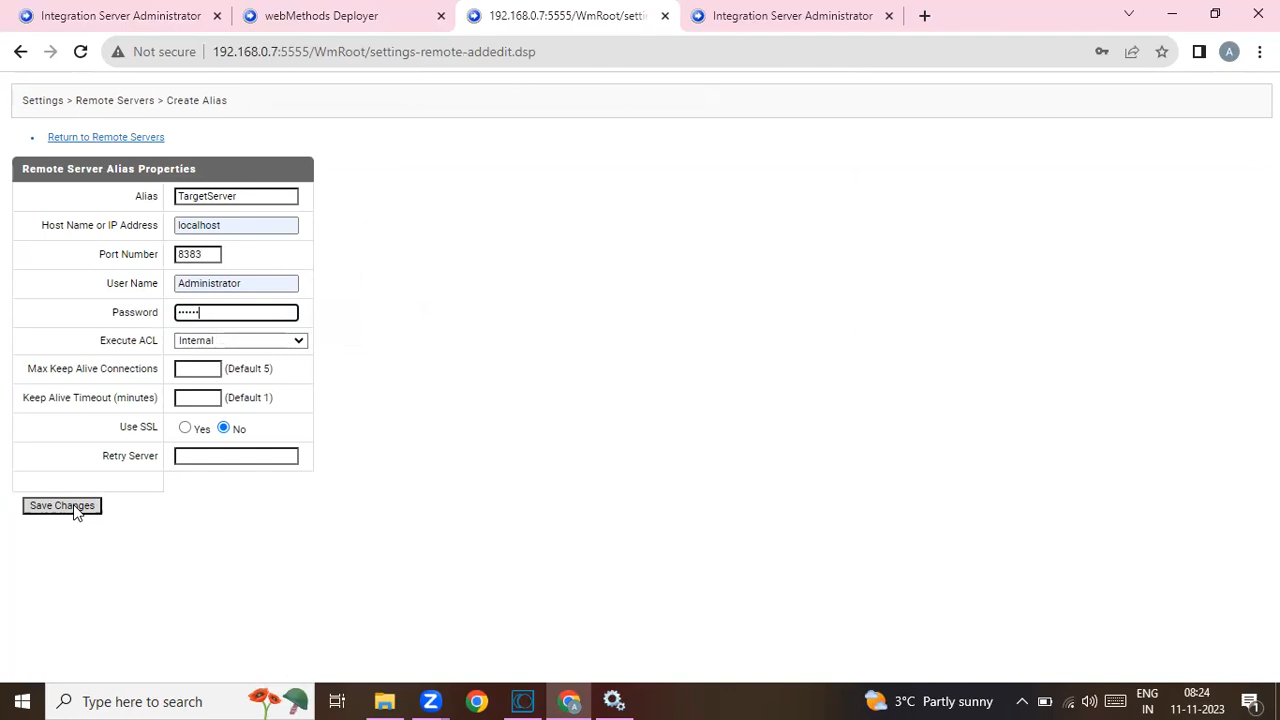 Integration Server Administrator
webMethods Deployer
192.168.0.7:5555/WmRoot/setti
Integration Server Administrator
Not secure
192.168.0.7:5555/WmRoot/settings-remote-addedit.dsp
A
Settings > Remote Servers > Create Alias
• Return to Remote Servers
Remote Server Alias Properties
Alias TargetServer
Host Name or IP Address localhost
Port Number 8383
User Name Administrator
Password ••••••
Execute ACL Internal
Max Keep Alive Connections (Default 5)
Keep Alive Timeout (minutes) (Default 1)
Use SSL Yes No
Retry Server
Save Changes
Type here to search
3°C Partly sunny
ENG
IN
08:24
11-11-2023
1